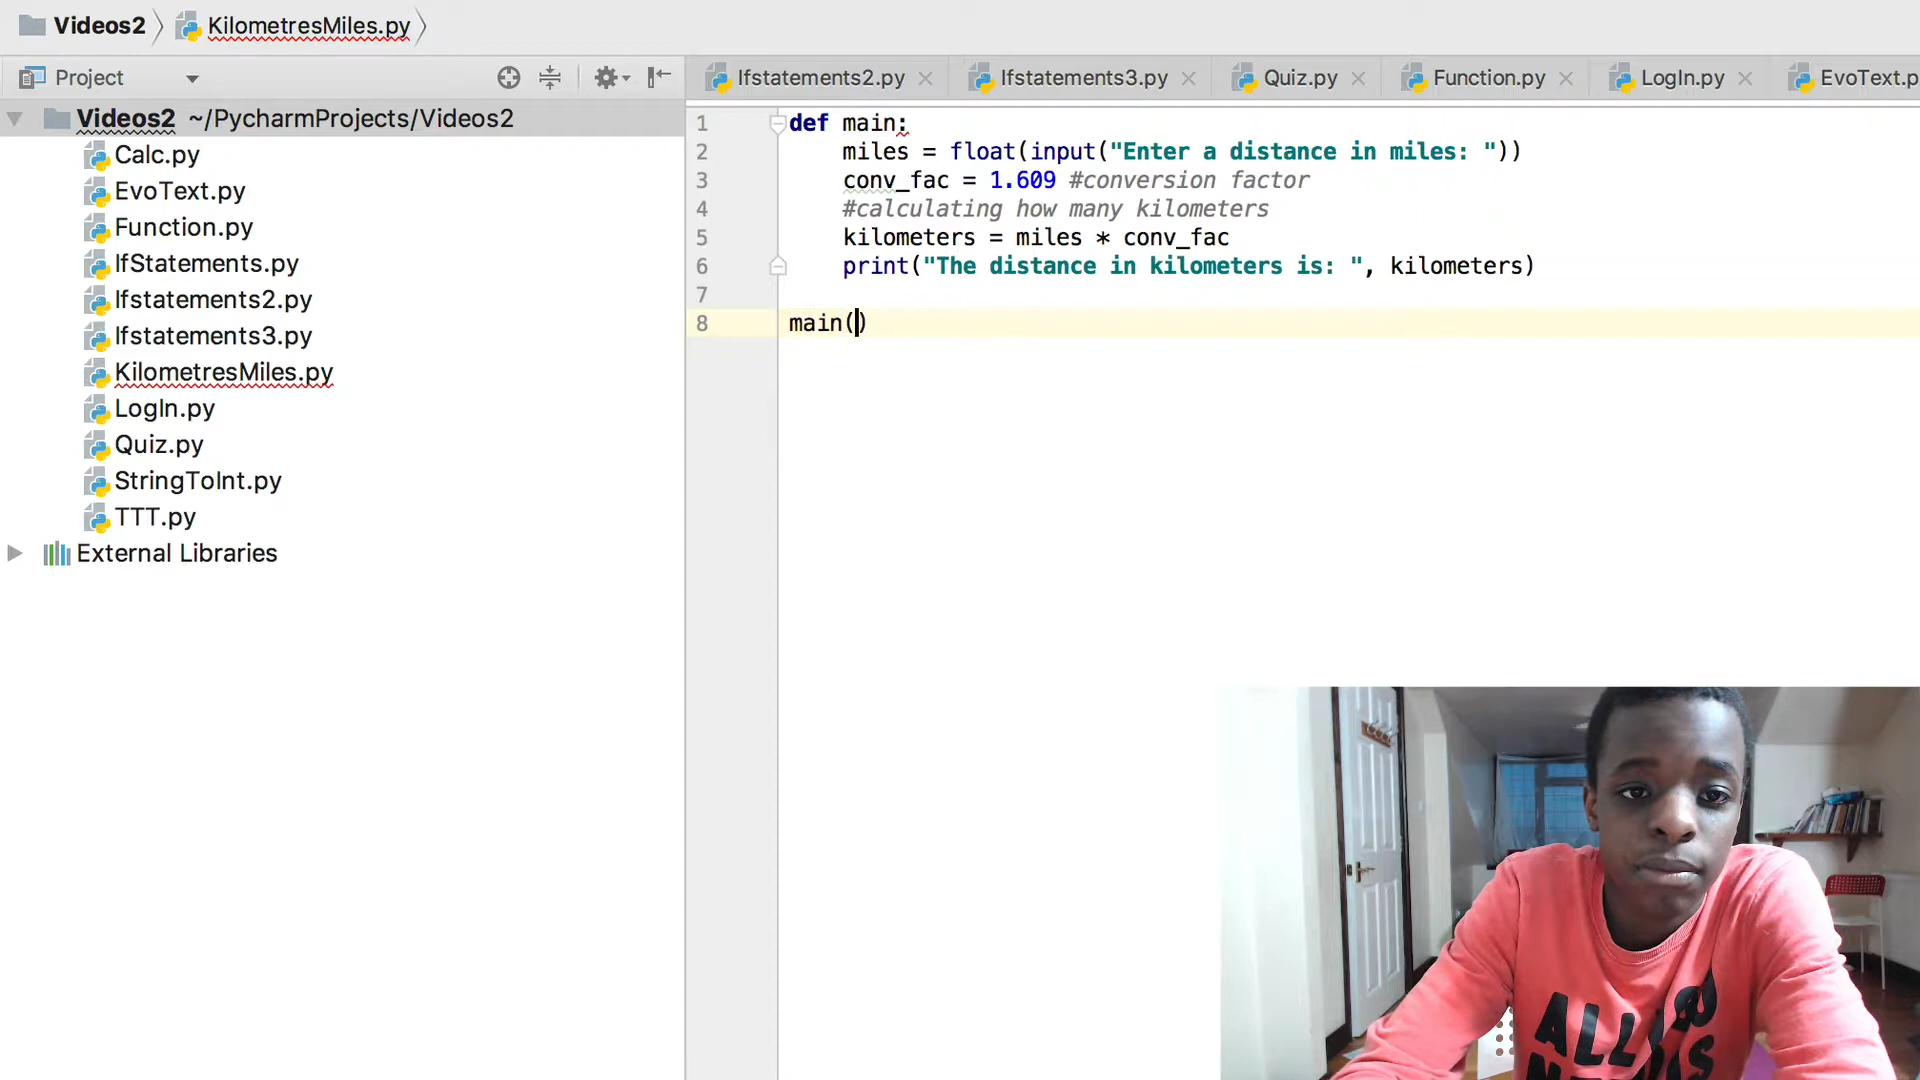 Videos2 KilometresMiles.py
Project
Ifstatements2.py Ifstatements3.py Quiz.py Function.py LogIn.py EvoText.p
Videos2 ~/PycharmProjects/Videos2
Calc.py
EvoText.py
Function.py
IfStatements.py
Ifstatements2.py
Ifstatements3.py
KilometresMiles.py
LogIn.py
Quiz.py
StringToInt.py
TTT.py
External Libraries
1 def main:
2 miles = float(input("Enter a distance in miles: "))
3 conv_fac = 1.609 #conversion factor
4 #calculating how many kilometers
5 kilometers = miles * conv_fac
6 print("The distance in kilometers is: ", kilometers)
7
8 main()
ALL